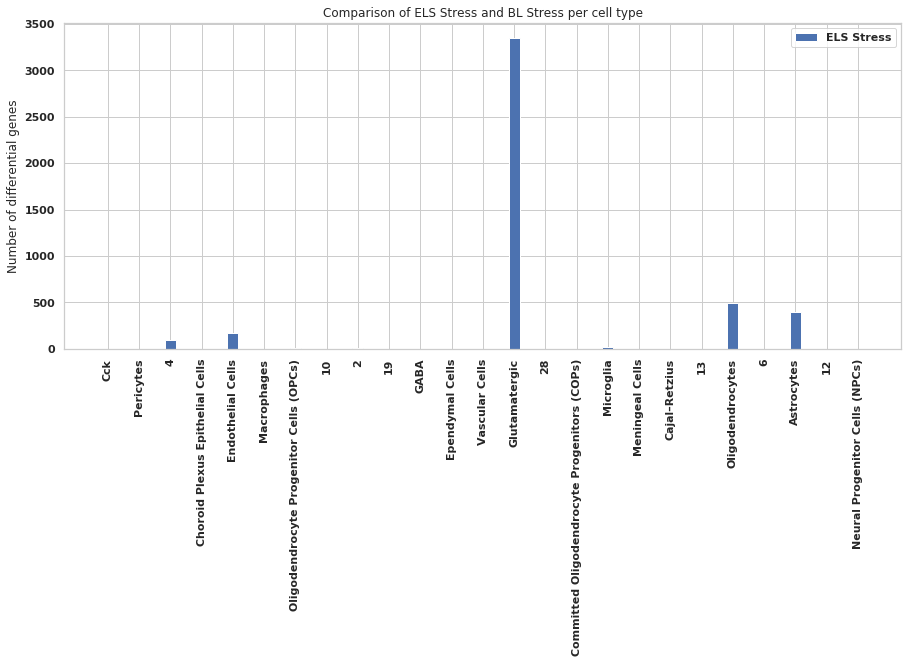 Comparison of ELS Stress and BL Stress per cell type
ELS Stress
Number of differential genes
3500
3000
2500
2000
1500
1000
500
0
Cck
Pericytes
4
Choroid Plexus Epithelial Cells
Endothelial Cells
Macrophages
Oligodendrocyte Progenitor Cells (OPCs)
10
2
19
GABA
Ependymal Cells
Vascular Cells
Glutamatergic
28
Committed Oligodendrocyte Progenitors (COPs)
Microglia
Meningeal Cells
Cajal-Retzius
13
Oligodendrocytes
6
Astrocytes
12
Neural Progenitor Cells (NPCs)